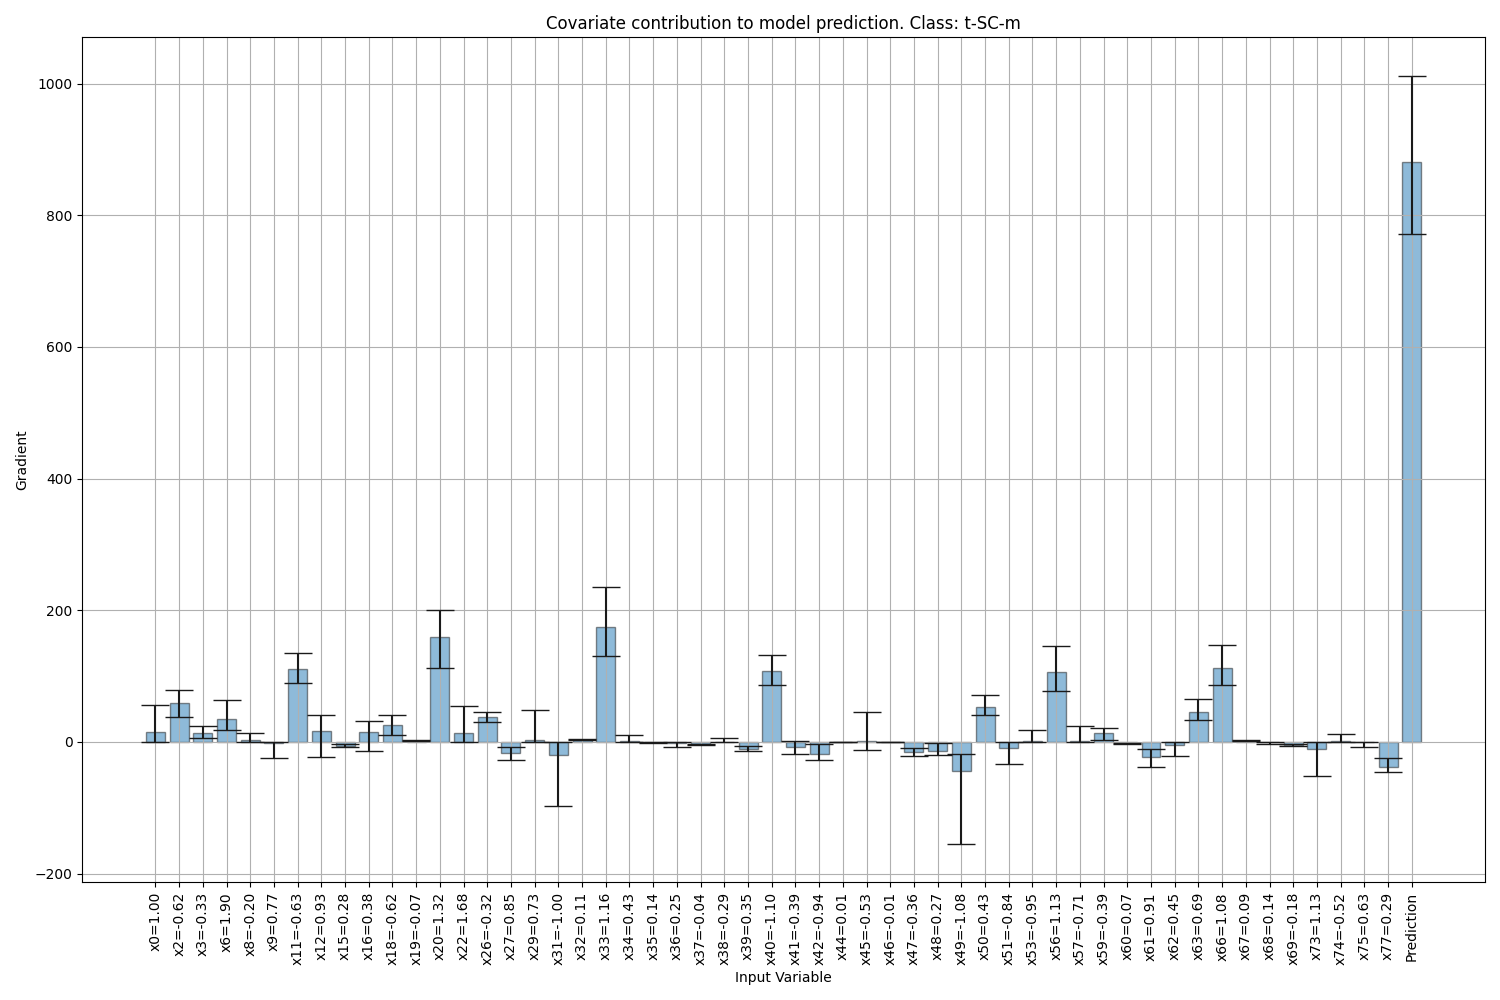 Covariate contribution to model prediction. Class: t-SC-m
1000
800
600
400
200
0
−200
Gradient
x0=1.00
x2=-0.62
x3=-0.33
x6=1.90
x8=-0.20
x9=0.77
x11=-0.63
x12=0.93
x15=0.28
x16=0.38
x18=-0.62
x19=-0.07
x20=1.32
x22=1.68
x26=-0.32
x27=0.85
x29=0.73
x31=-1.00
x32=0.11
x33=1.16
x34=0.43
x35=0.14
x36=0.25
x37=-0.04
x38=-0.29
x39=0.35
x40=-1.10
x41=-0.39
x42=-0.94
x44=0.01
x45=-0.53
x46=-0.01
x47=-0.36
x48=0.27
x49=-1.08
x50=0.43
x51=-0.84
x53=-0.95
x56=1.13
x57=-0.71
x59=-0.39
x60=0.07
x61=0.91
x62=0.45
x63=0.69
x66=1.08
x67=0.09
x68=0.14
x69=-0.18
x73=1.13
x74=-0.52
x75=0.63
x77=0.29
Prediction
Input Variable